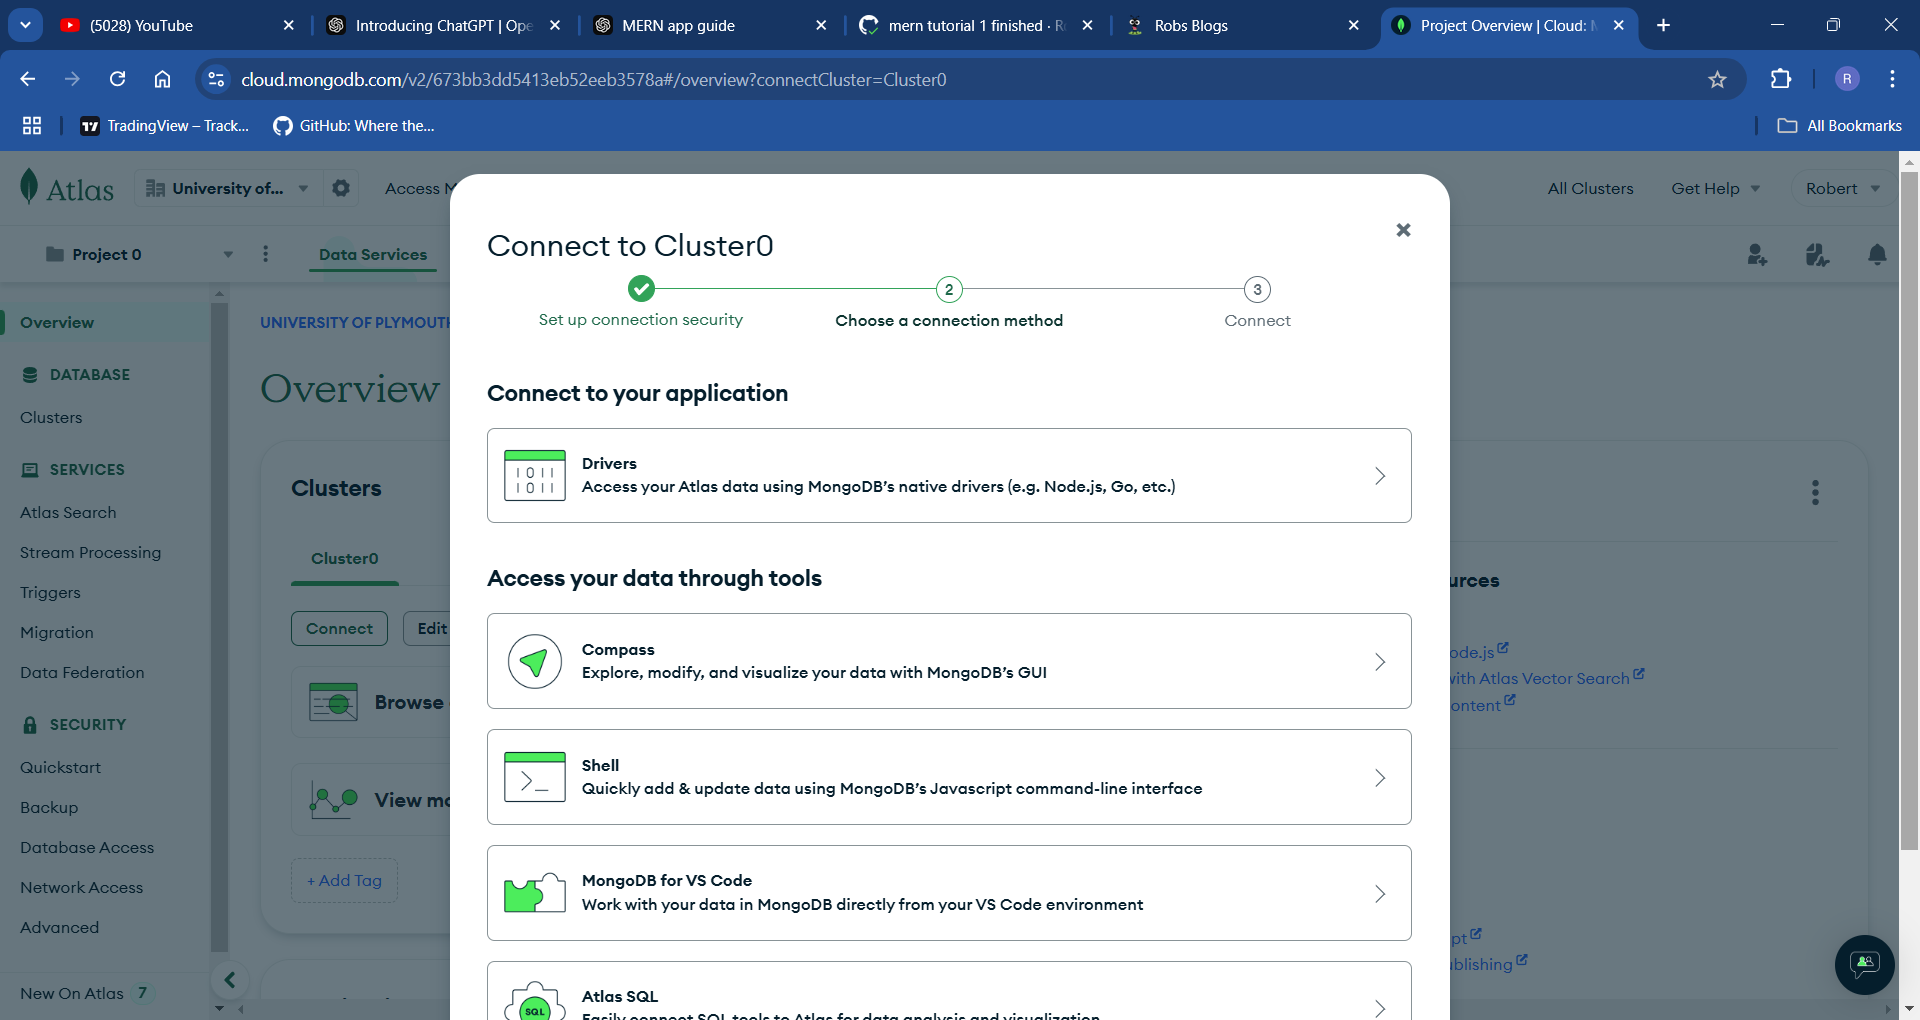 (5028) YouTube
Introducing ChatGPT | Ope
MERN app guide
mern tutorial 1 finished · Ru
Robs Blogs
Project Overview | Cloud: M
cloud.mongodb.com/v2/673bb3dd5413eb52eeb3578a#/overview?connectCluster=Cluster0
R
TradingView – Track...
GitHub: Where the...
All Bookmarks
Atlas
University of...
Access M
All Clusters
Get Help
Robert
Project 0
Data Services
Overview
DATABASE
Clusters
SERVICES
Atlas Search
Stream Processing
Triggers
Migration
Data Federation
SECURITY
Quickstart
Backup
Database Access
Network Access
Advanced
New On Atlas 7
UNIVERSITY OF PLYMOUTH
Overview
Clusters
Cluster0
Connect
Edit
Browse
View mo
+ Add Tag
Connect to Cluster0
2
3
Set up connection security
Choose a connection method
Connect
Connect to your application
Drivers
Access your Atlas data using MongoDB’s native drivers (e.g. Node.js, Go, etc.)
Access your data through tools
Compass
Explore, modify, and visualize your data with MongoDB’s GUI
Shell
Quickly add & update data using MongoDB’s Javascript command-line interface
MongoDB for VS Code
Work with your data in MongoDB directly from your VS Code environment
SQL
Atlas SQL
Easily connect SQL tools to Atlas for data analysis and visualization
urces
ode.js
with Atlas Vector Search
ontent
pt
ublishing